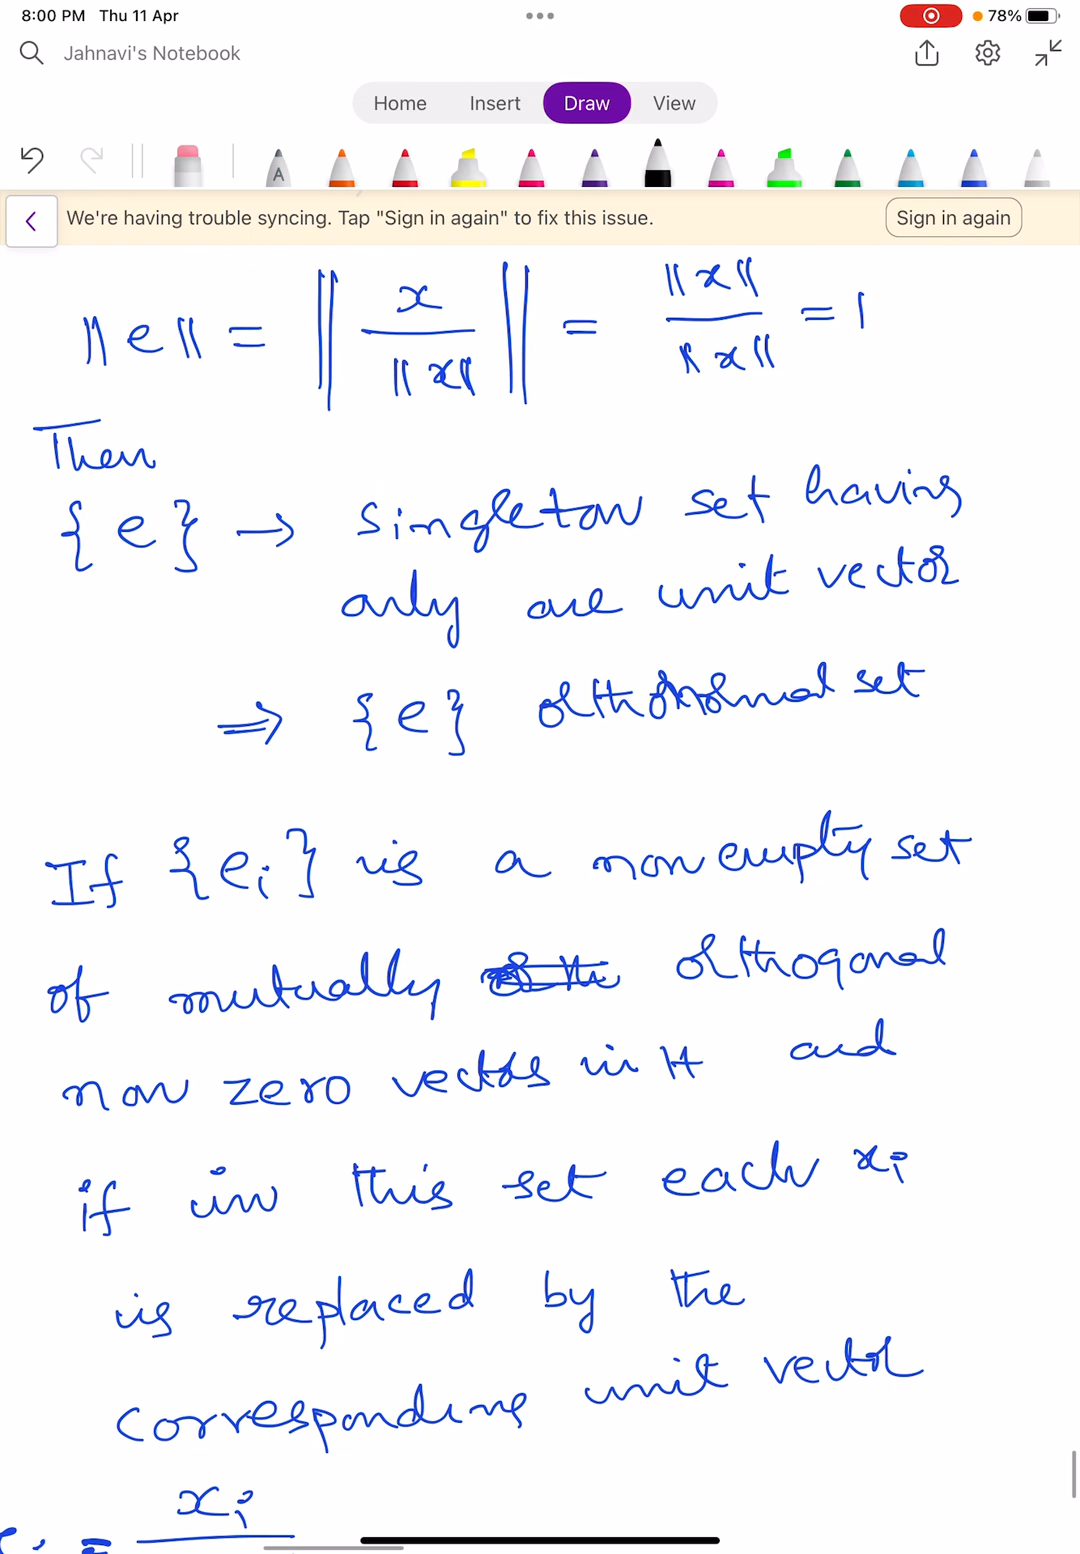 8:00 PM Thu 11 Apr
78%
Jahnavi's Notebook
Home Insert Draw View
A
We're having trouble syncing. Tap "Sign in again" to fix this issue. Sign in again
||e|| = || x / ||x|| || = ||x|| / ||x|| = 1
Then
{e} → singleton set having
only one unit vector
⇒ {e} orthonormal set
If {e_i} is a non empty set
of mutually orthogonal
non zero vectors in H and
if in this set each x_i
is replaced by the
corresponding unit vector
= x_i